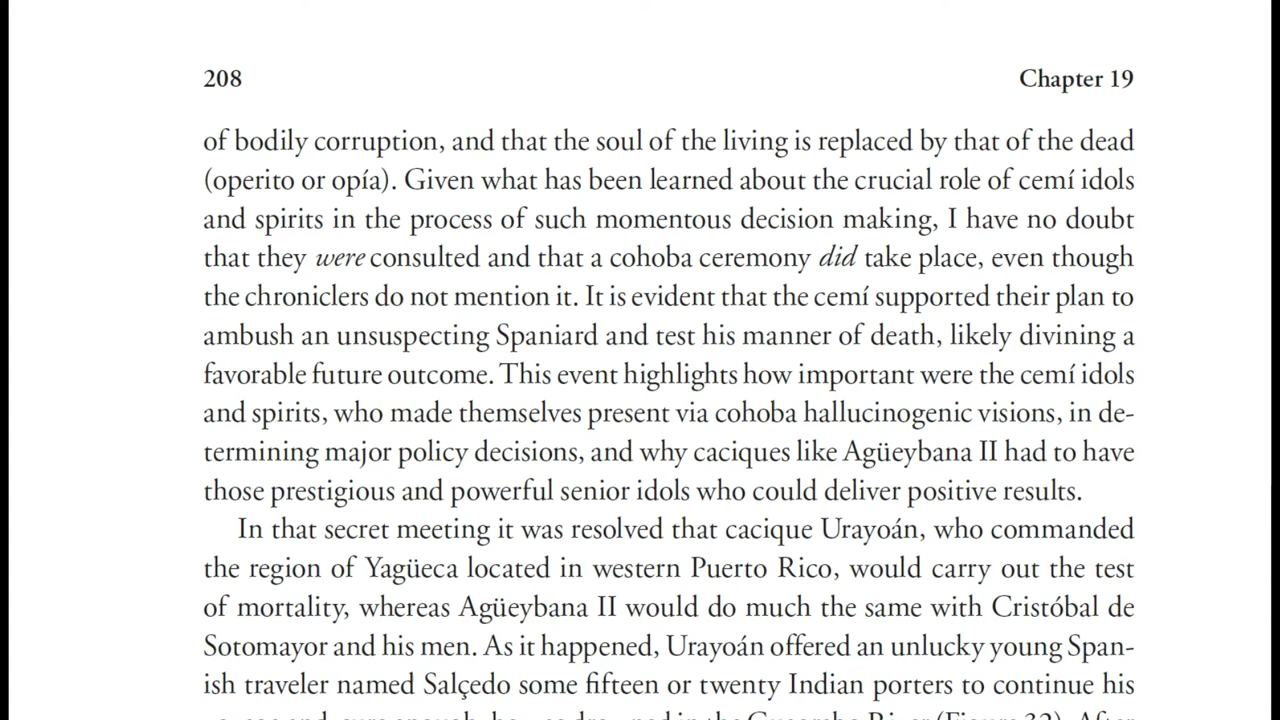 208
Chapter 19
of bodily corruption, and that the soul of the living is replaced by that of the dead
(operito or opía). Given what has been learned about the crucial role of cemí idols
and spirits in the process of such momentous decision making, I have no doubt
that they were consulted and that a cohoba ceremony did take place, even though
the chroniclers do not mention it. It is evident that the cemí supported their plan to
ambush an unsuspecting Spaniard and test his manner of death, likely divining a
favorable future outcome. This event highlights how important were the cemí idols
and spirits, who made themselves present via cohoba hallucinogenic visions, in de-
termining major policy decisions, and why caciques like Agüeybana II had to have
those prestigious and powerful senior idols who could deliver positive results.
In that secret meeting it was resolved that cacique Urayoán, who commanded
the region of Yagüeca located in western Puerto Rico, would carry out the test
of mortality, whereas Agüeybana II would do much the same with Cristóbal de
Sotomayor and his men. As it happened, Urayoán offered an unlucky young Span-
ish traveler named Salçedo some fifteen or twenty Indian porters to continue his